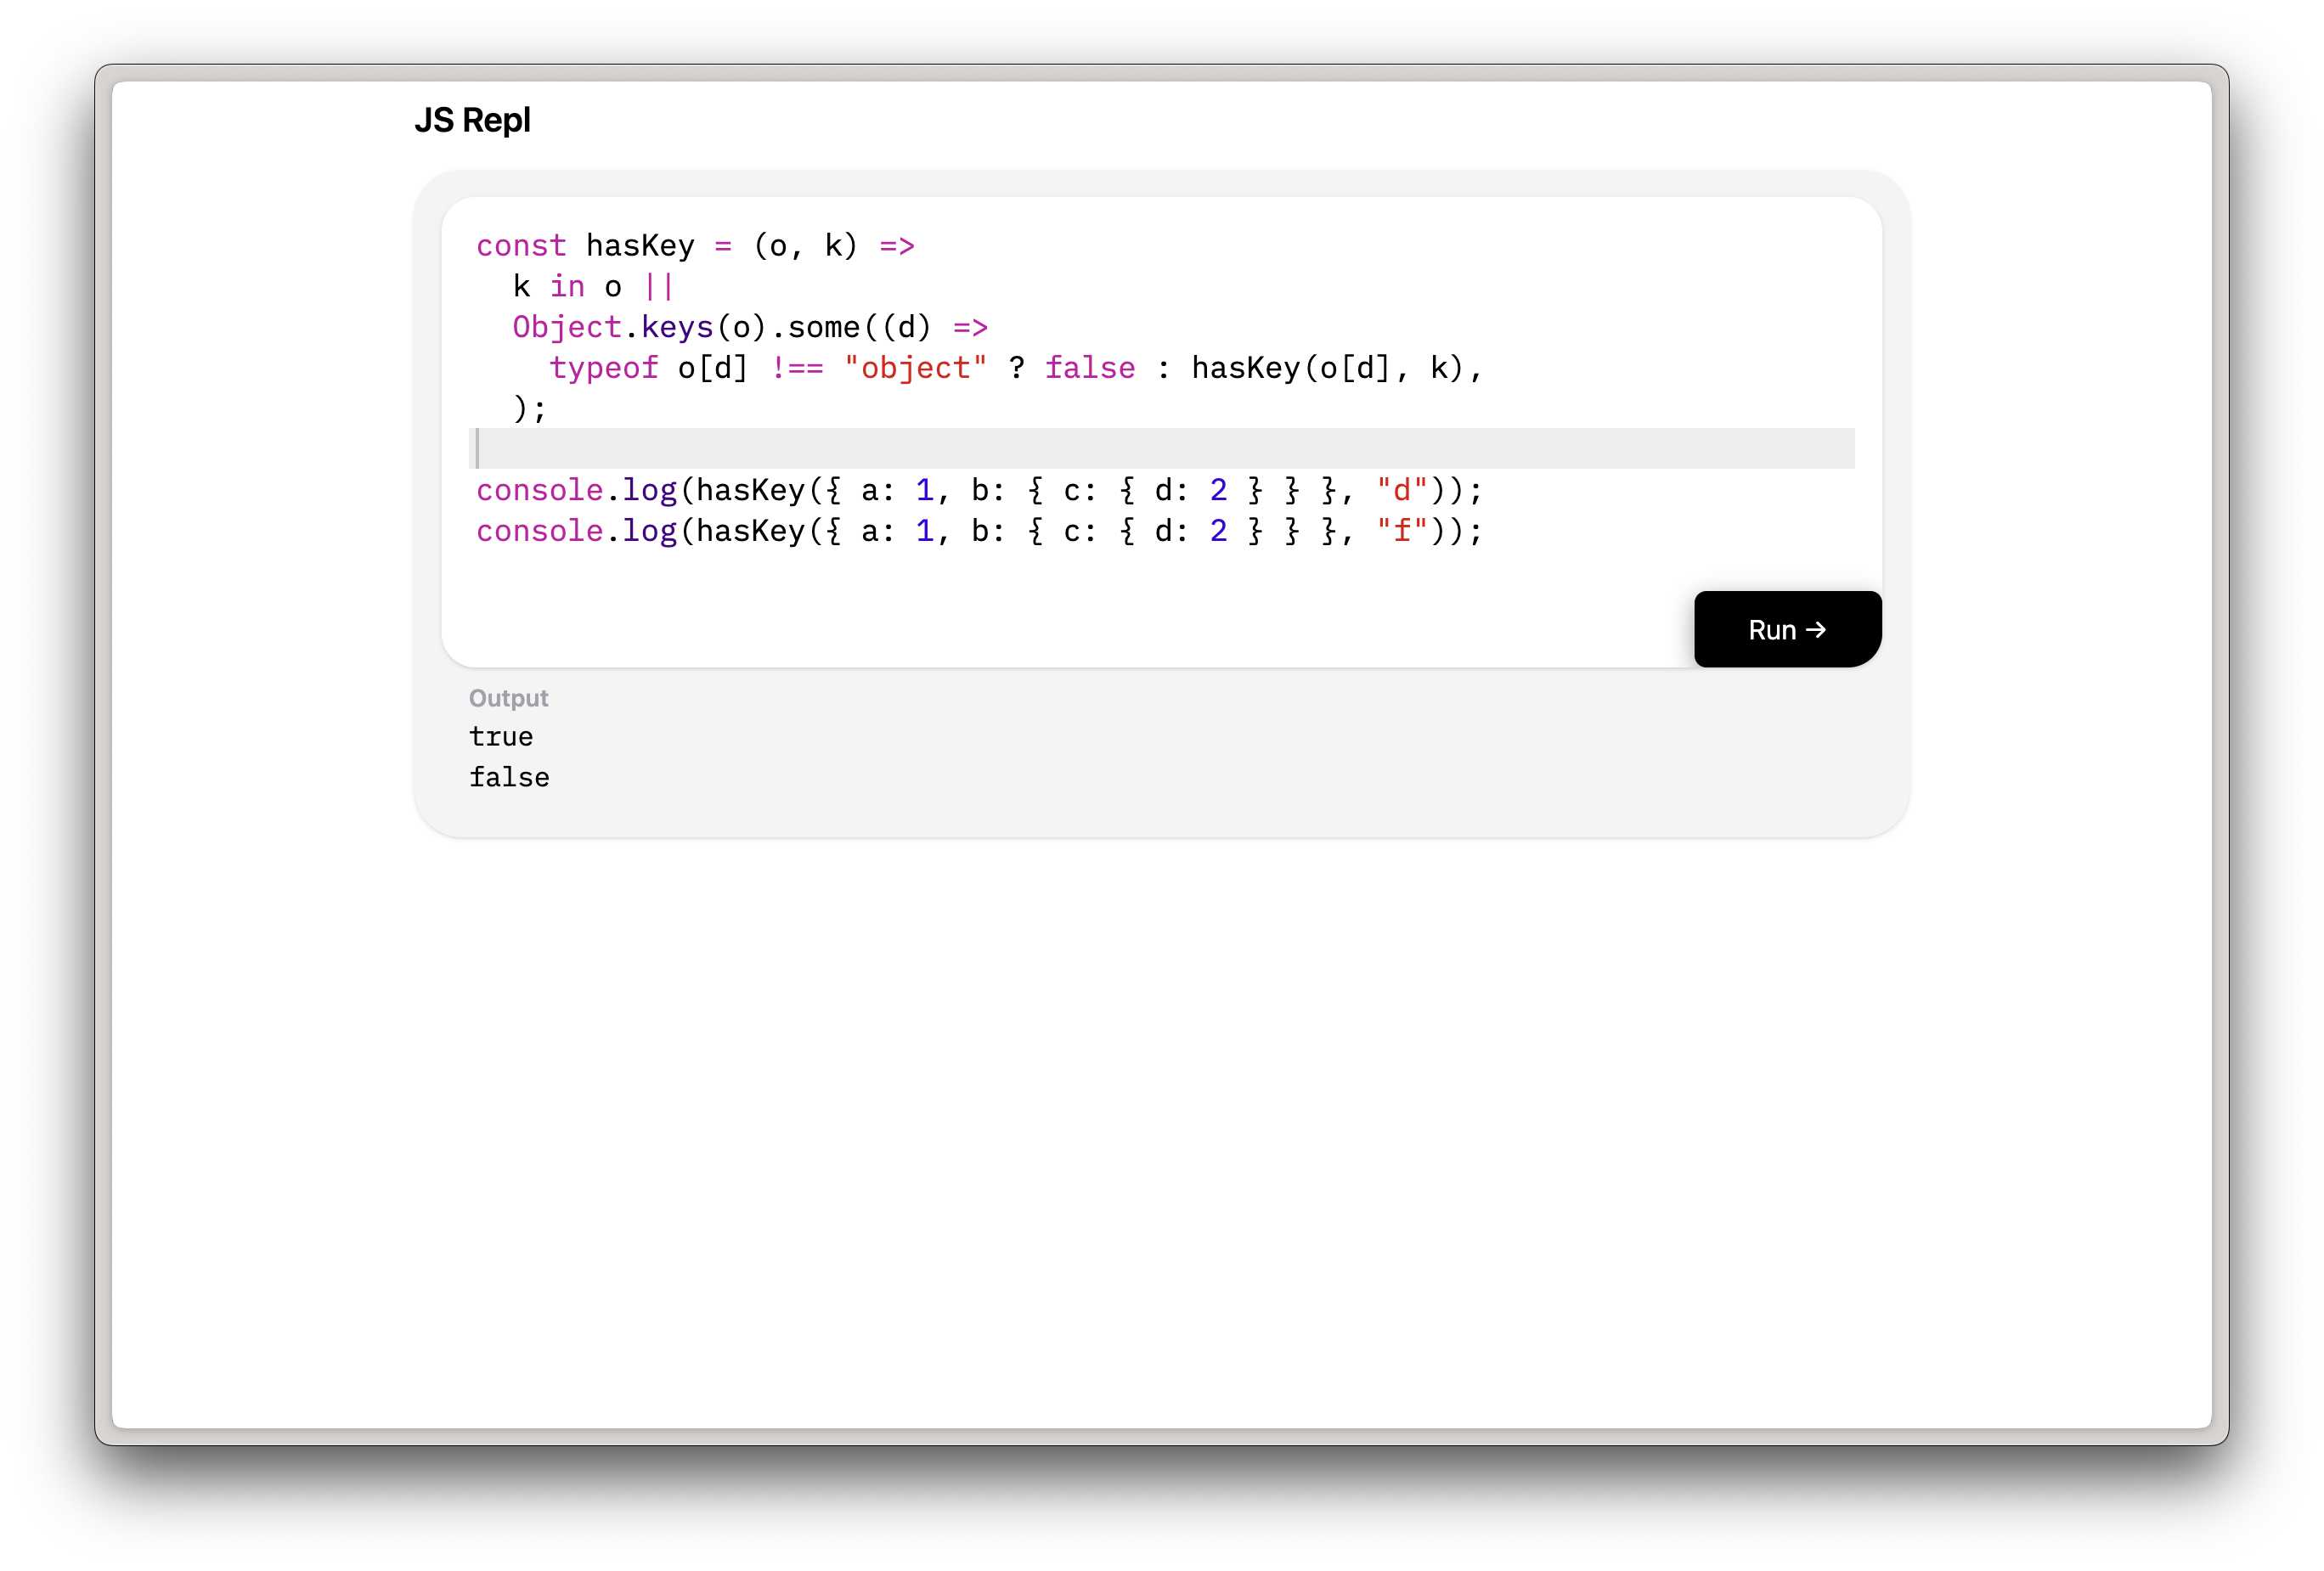 JS Repl
const hasKey = (o, k) =>
  k in o ||
  Object.keys(o).some((d) =>
    typeof o[d] !== "object" ? false : hasKey(o[d], k),
  );
console.log(hasKey({ a: 1, b: { c: { d: 2 } } }, "d"));
console.log(hasKey({ a: 1, b: { c: { d: 2 } } }, "f"));
Run →
Output
true
false